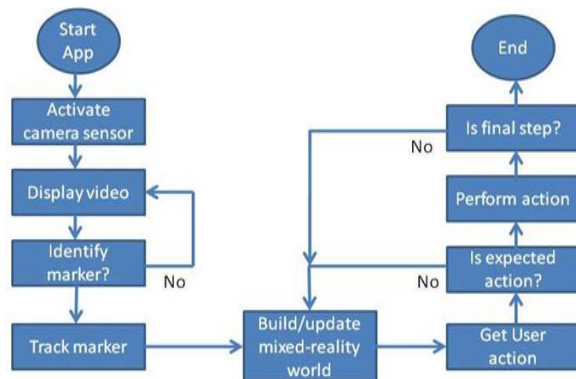 Start
App
Activate
camera sensor
Display video
Identify
marker?
No
Track marker
Build/update
mixed-reality
world
Get User
action
Is expected
action?
No
Perform action
Is final step?
No
End